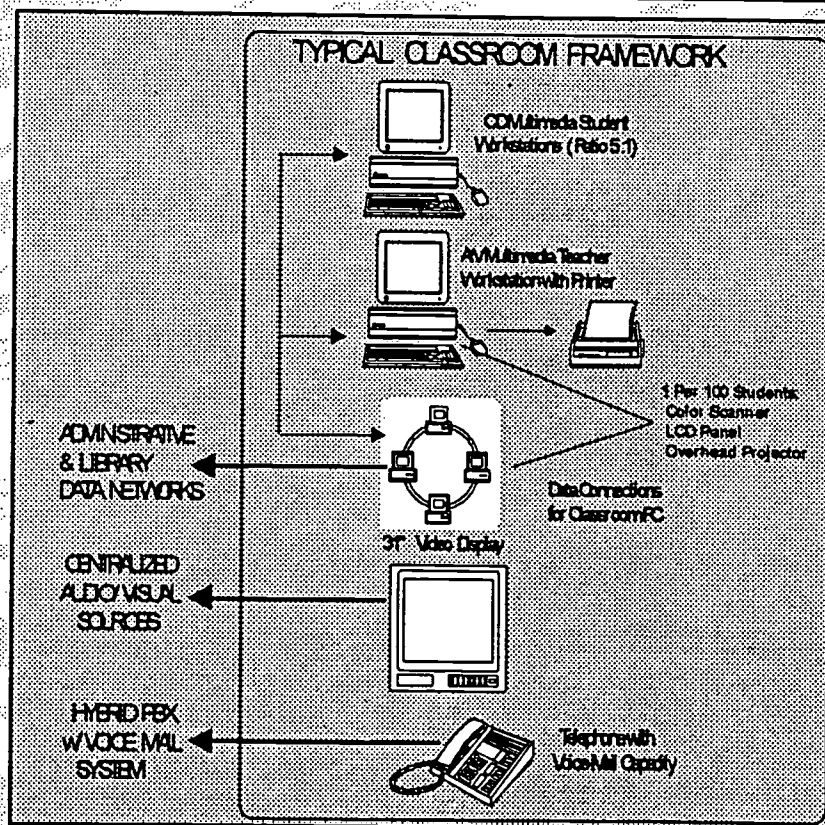 TYPICAL CLASSROOM FRAMEWORK
CD Multimedia Student
Workstations (Ratio 5:1)
A/V Multimedia Teacher
Workstation with Printer
1 Per 100 Students:
Color Scanner
LCD Panel
Overhead Projector
ADMINSTRATIVE
& LIBRARY
DATA NETWORKS
Data Connections
for Classroom PC
31" Video Display
CENTRALIZED
AUDIO/VISUAL
SOURCES
HYBRID PBX
W/VOICE MAIL
SYSTEM
Telephone with
Voice Mail Capacity